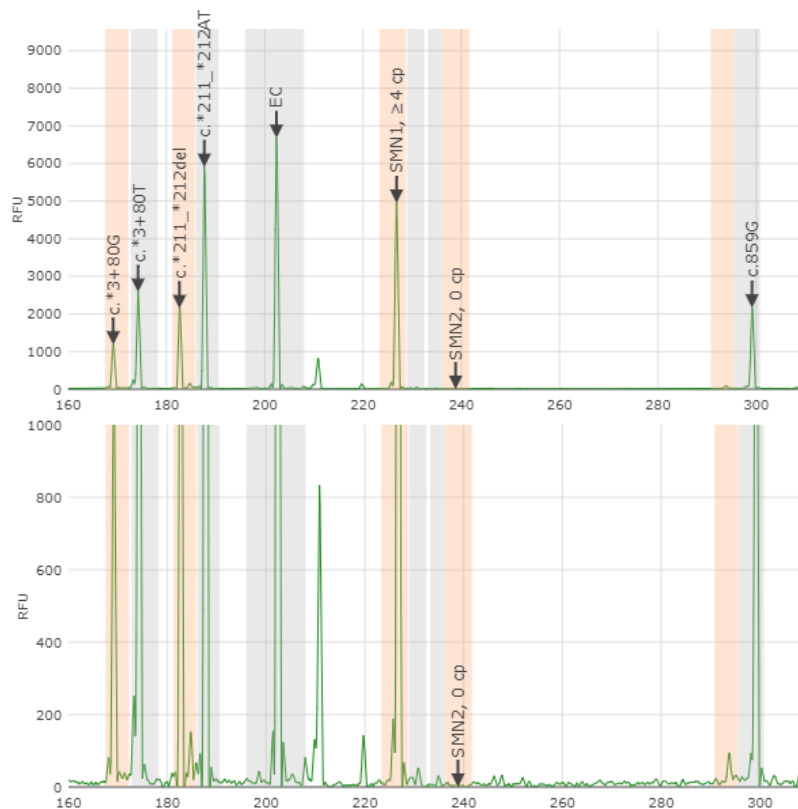 9000
8000
7000
6000
5000
4000
3000
2000
1000
0
RFU
c.*3+80G
c.*3+80T
c.*211_*212del
c.*211_*212AT
EC
SMN1, ≥4 cp
SMN2, 0 cp
c.859G
160
180
200
220
240
260
280
300
1000
800
600
400
200
0
RFU
SMN2, 0 cp
160
180
200
220
240
260
280
300